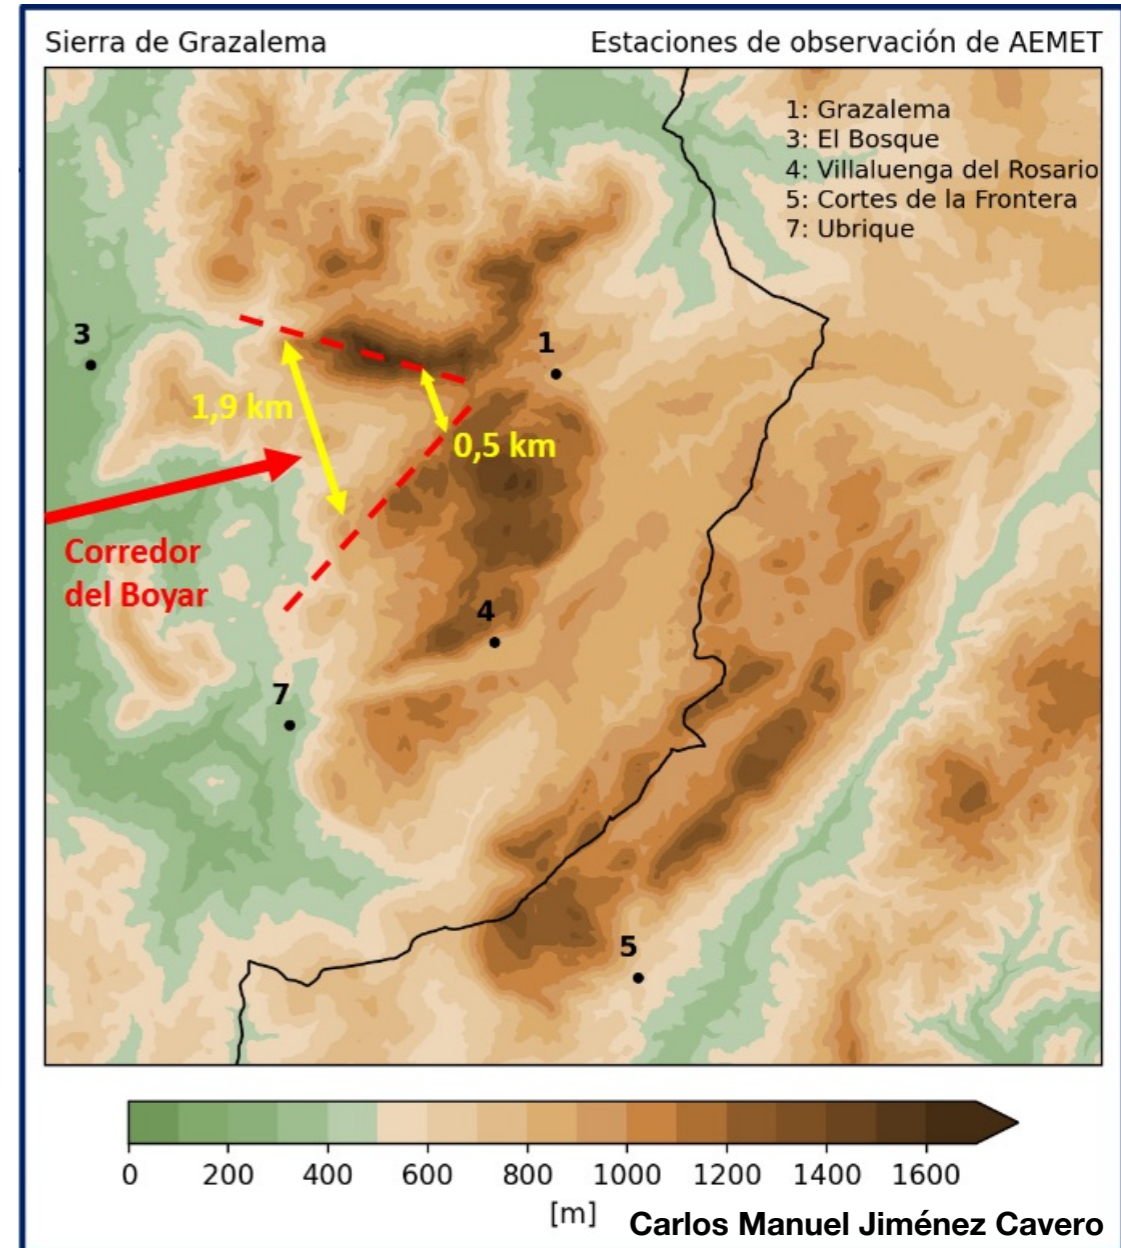 Sierra de Grazalema
Estaciones de observación de AEMET
1: Grazalema
3: El Bosque
4: Villaluenga del Rosario
5: Cortes de la Frontera
7: Ubrique
3
1
1,9 km
0,5 km
Corredor
del Boyar
4
7
5
0 200 400 600 800 1000 1200 1400 1600
[m]
Carlos Manuel Jiménez Cavero